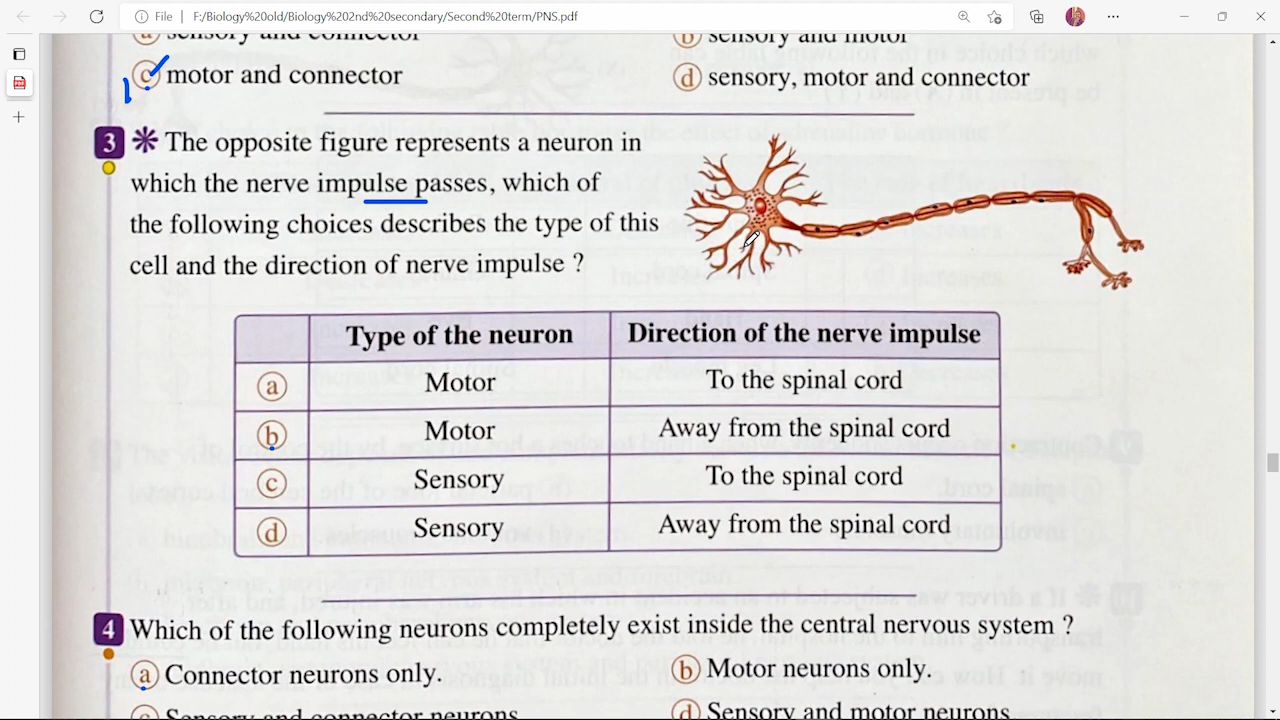 File F:/Biology%20old/Biology%202nd%20secondary/Second%20term/PNS.pdf
a sensory and connector
b sensory and motor
c motor and connector
d sensory, motor and connector
3 * The opposite figure represents a neuron in
which the nerve impulse passes, which of
the following choices describes the type of this
cell and the direction of nerve impulse ?
Type of the neuron Direction of the nerve impulse
a Motor To the spinal cord
b Motor Away from the spinal cord
c Sensory To the spinal cord
d Sensory Away from the spinal cord
4 Which of the following neurons completely exist inside the central nervous system ?
a Connector neurons only.
b Motor neurons only.
c Sensory and connector neurons
d Sensory and motor neurons